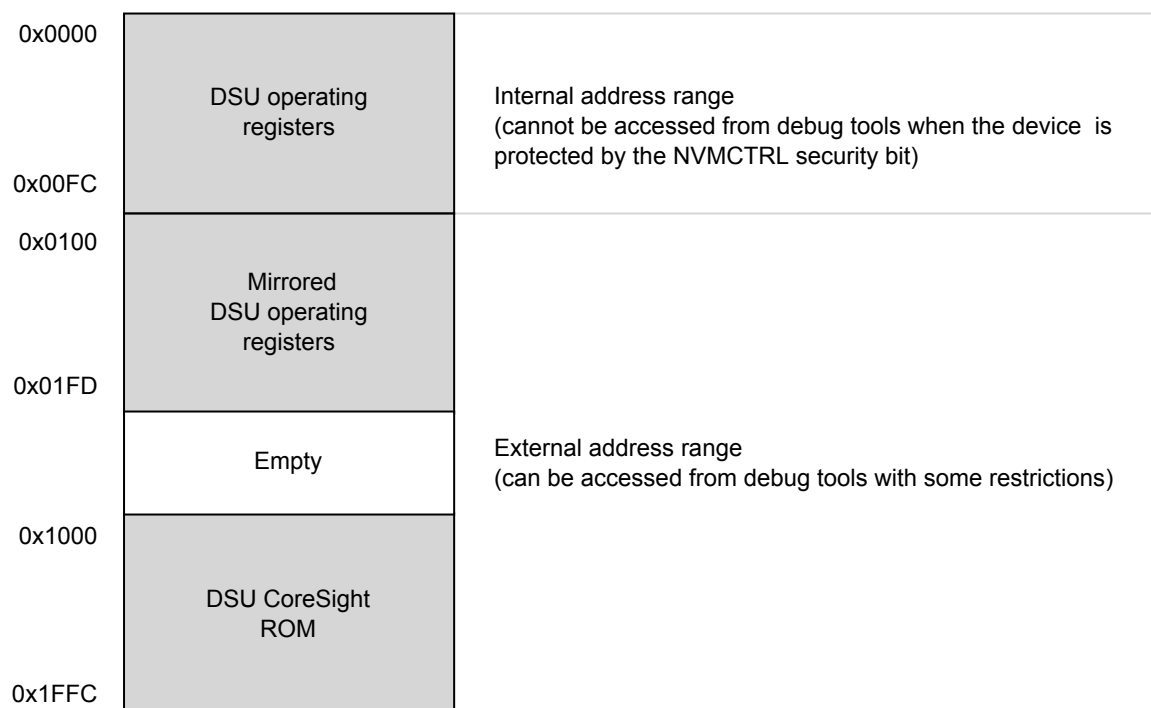 0x0000
DSU operating
registers
Internal address range
(cannot be accessed from debug tools when the device is
protected by the NVMCTRL security bit)
0x00FC
0x0100
Mirrored
DSU operating
registers
0x01FD
Empty
External address range
(can be accessed from debug tools with some restrictions)
0x1000
DSU CoreSight
ROM
0x1FFC